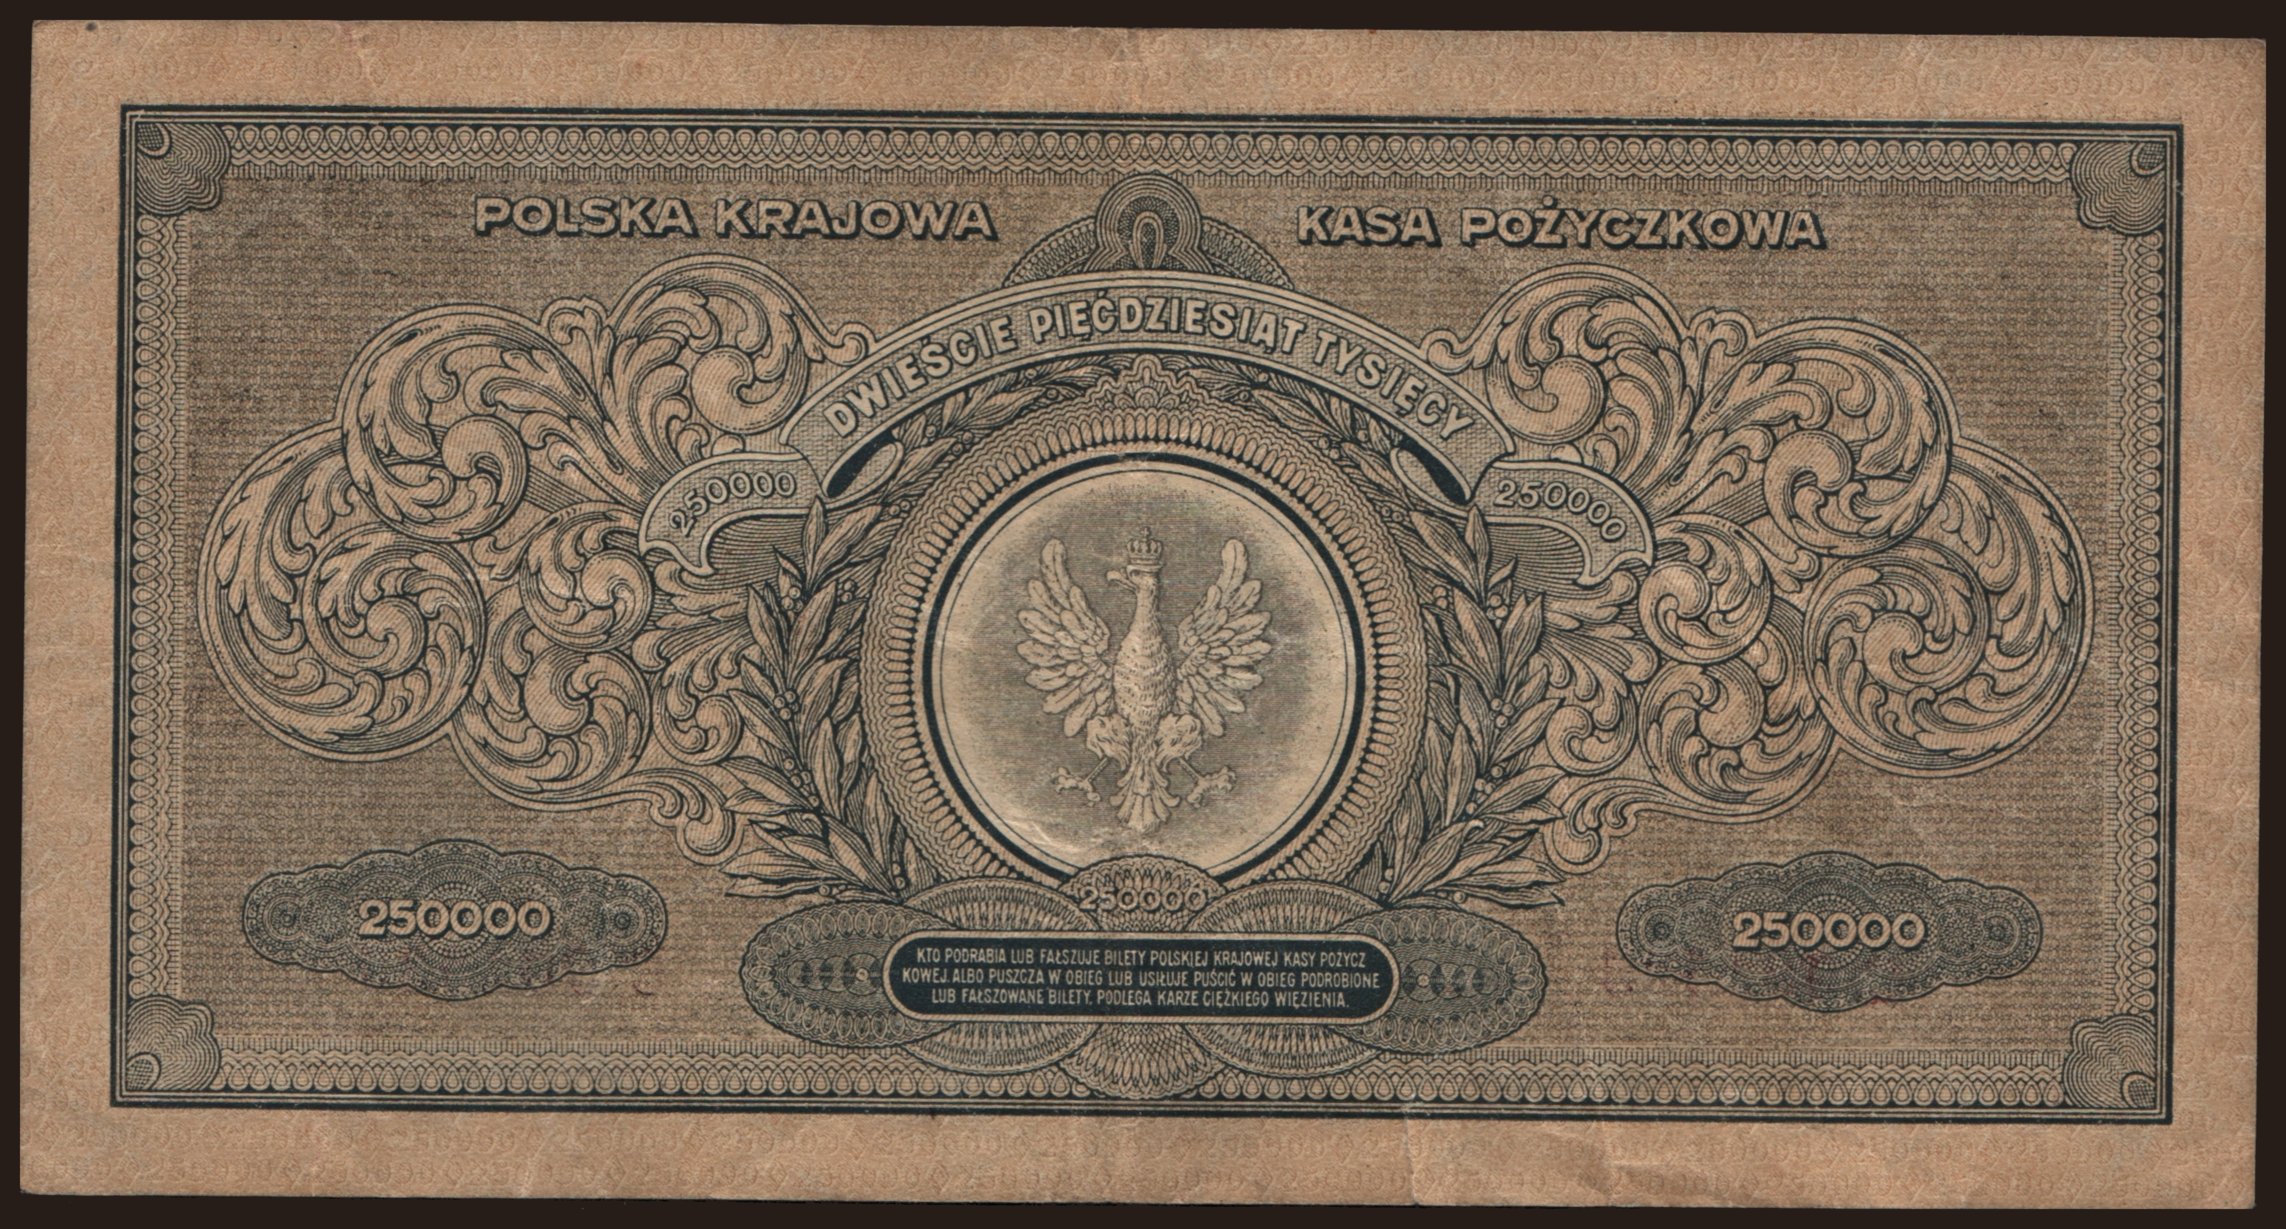 POLSKA KRAJOWA KASA POŻYCZKOWA
DWIEŚCIE PIĘĆDZIESIĄT TYSIĘCY
250000 250000
250000
250000 250000
KTO PODRABIA LUB FAŁSZUJE BILETY POLSKIEJ KRAJOWEJ KASY POŻYCZ
KOWEJ. ALBO PUSZCZA W OBIEG LUB USIŁUJE PUŚCIĆ W OBIEG PODROBIONE
LUB FAŁSZOWANE BILETY, PODLEGA KARZE CIĘŻKIEGO WIĘZIENIA.